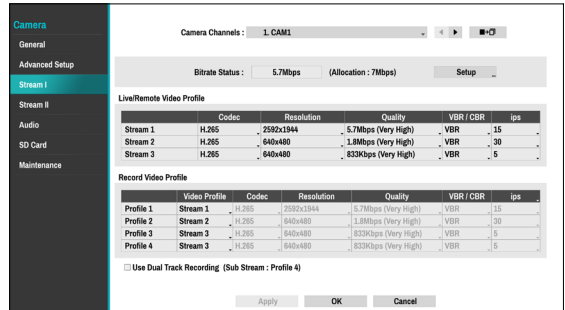 Camera
General
Advanced Setup
Stream I
Stream II
Audio
SD Card
Maintenance
Camera Channels : 1. CAM1
Bitrate Status : 5.7Mbps (Allocation : 7Mbps) Setup
Live/Remote Video Profile
Codec Resolution Quality VBR / CBR ips
Stream 1 H.265 2592x1944 5.7Mbps (Very High) VBR 15
Stream 2 H.265 640x480 1.8Mbps (Very High) VBR 30
Stream 3 H.265 640x480 833Kbps (Very High) VBR 5
Record Video Profile
Video Profile Codec Resolution Quality VBR / CBR ips
Profile 1 Stream 1 H.265 2592x1944 5.7Mbps (Very High) VBR 15
Profile 2 Stream 2 H.265 640x480 1.8Mbps (Very High) VBR 30
Profile 3 Stream 3 H.265 640x480 833Kbps (Very High) VBR 5
Profile 4 Stream 3 H.265 640x480 833Kbps (Very High) VBR 5
Use Dual Track Recording (Sub Stream : Profile 4)
Apply OK Cancel